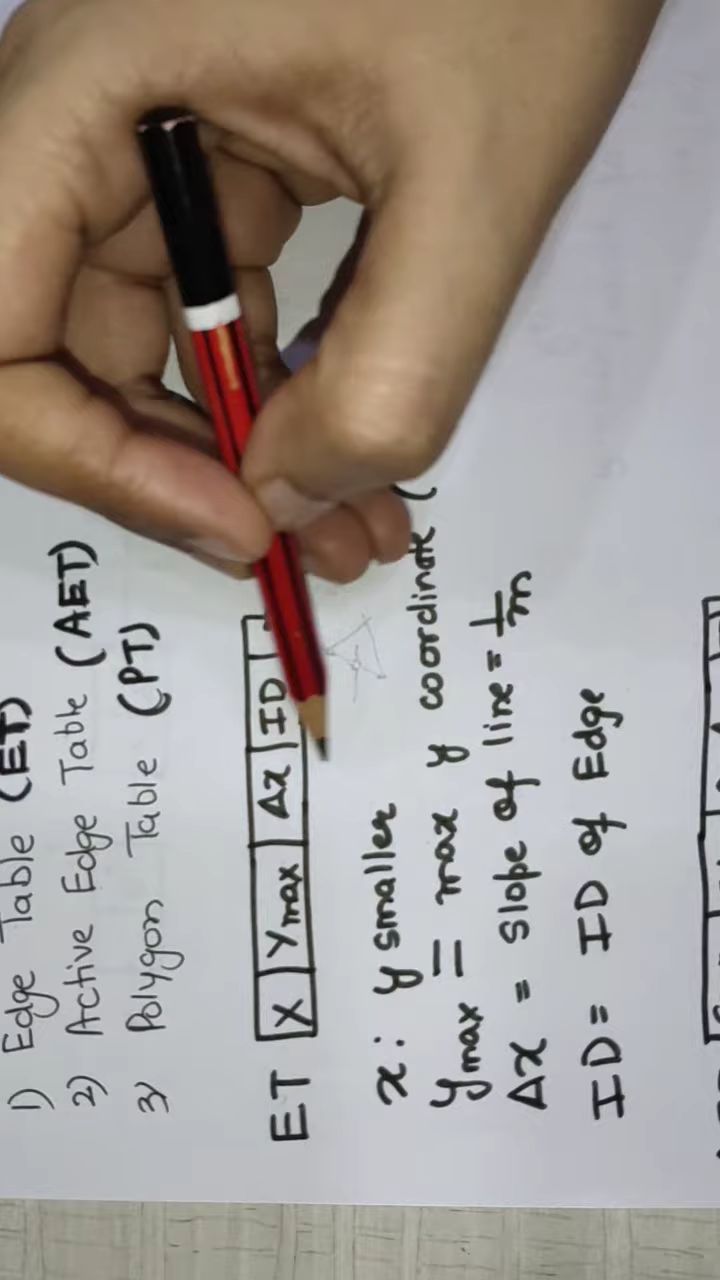 1) Edge Table (ET)
2) Active Edge Table (AET)
3) Polygon Table (PT)
ET X Ymax Δx ID
x: y smaller
ymax = max y coordinate (
Δx = slope of line = 1/m
ID = ID of Edge